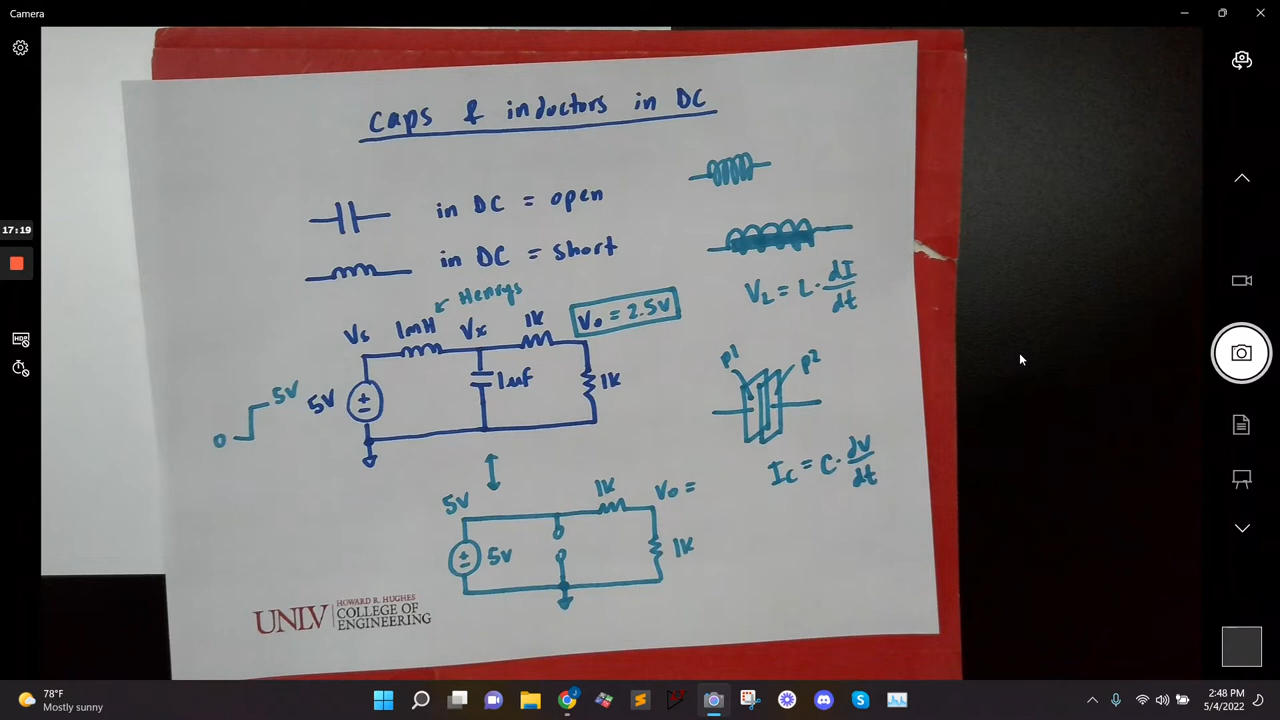 Camera
17:19
caps & inductors in DC
in DC = open
in DC = short
Henrys
Vs
1mH
Vx
1K
Vo = 2.5V
5V
1uf
1K
0
5V
VL = L · dI/dt
P1
P2
Ic = C · dV/dt
5V
1K
Vo =
5V
1K
UNLV
HOWARD R. HUGHES
COLLEGE OF
ENGINEERING
HDR
78°F
Mostly sunny
2:48 PM
5/4/2022